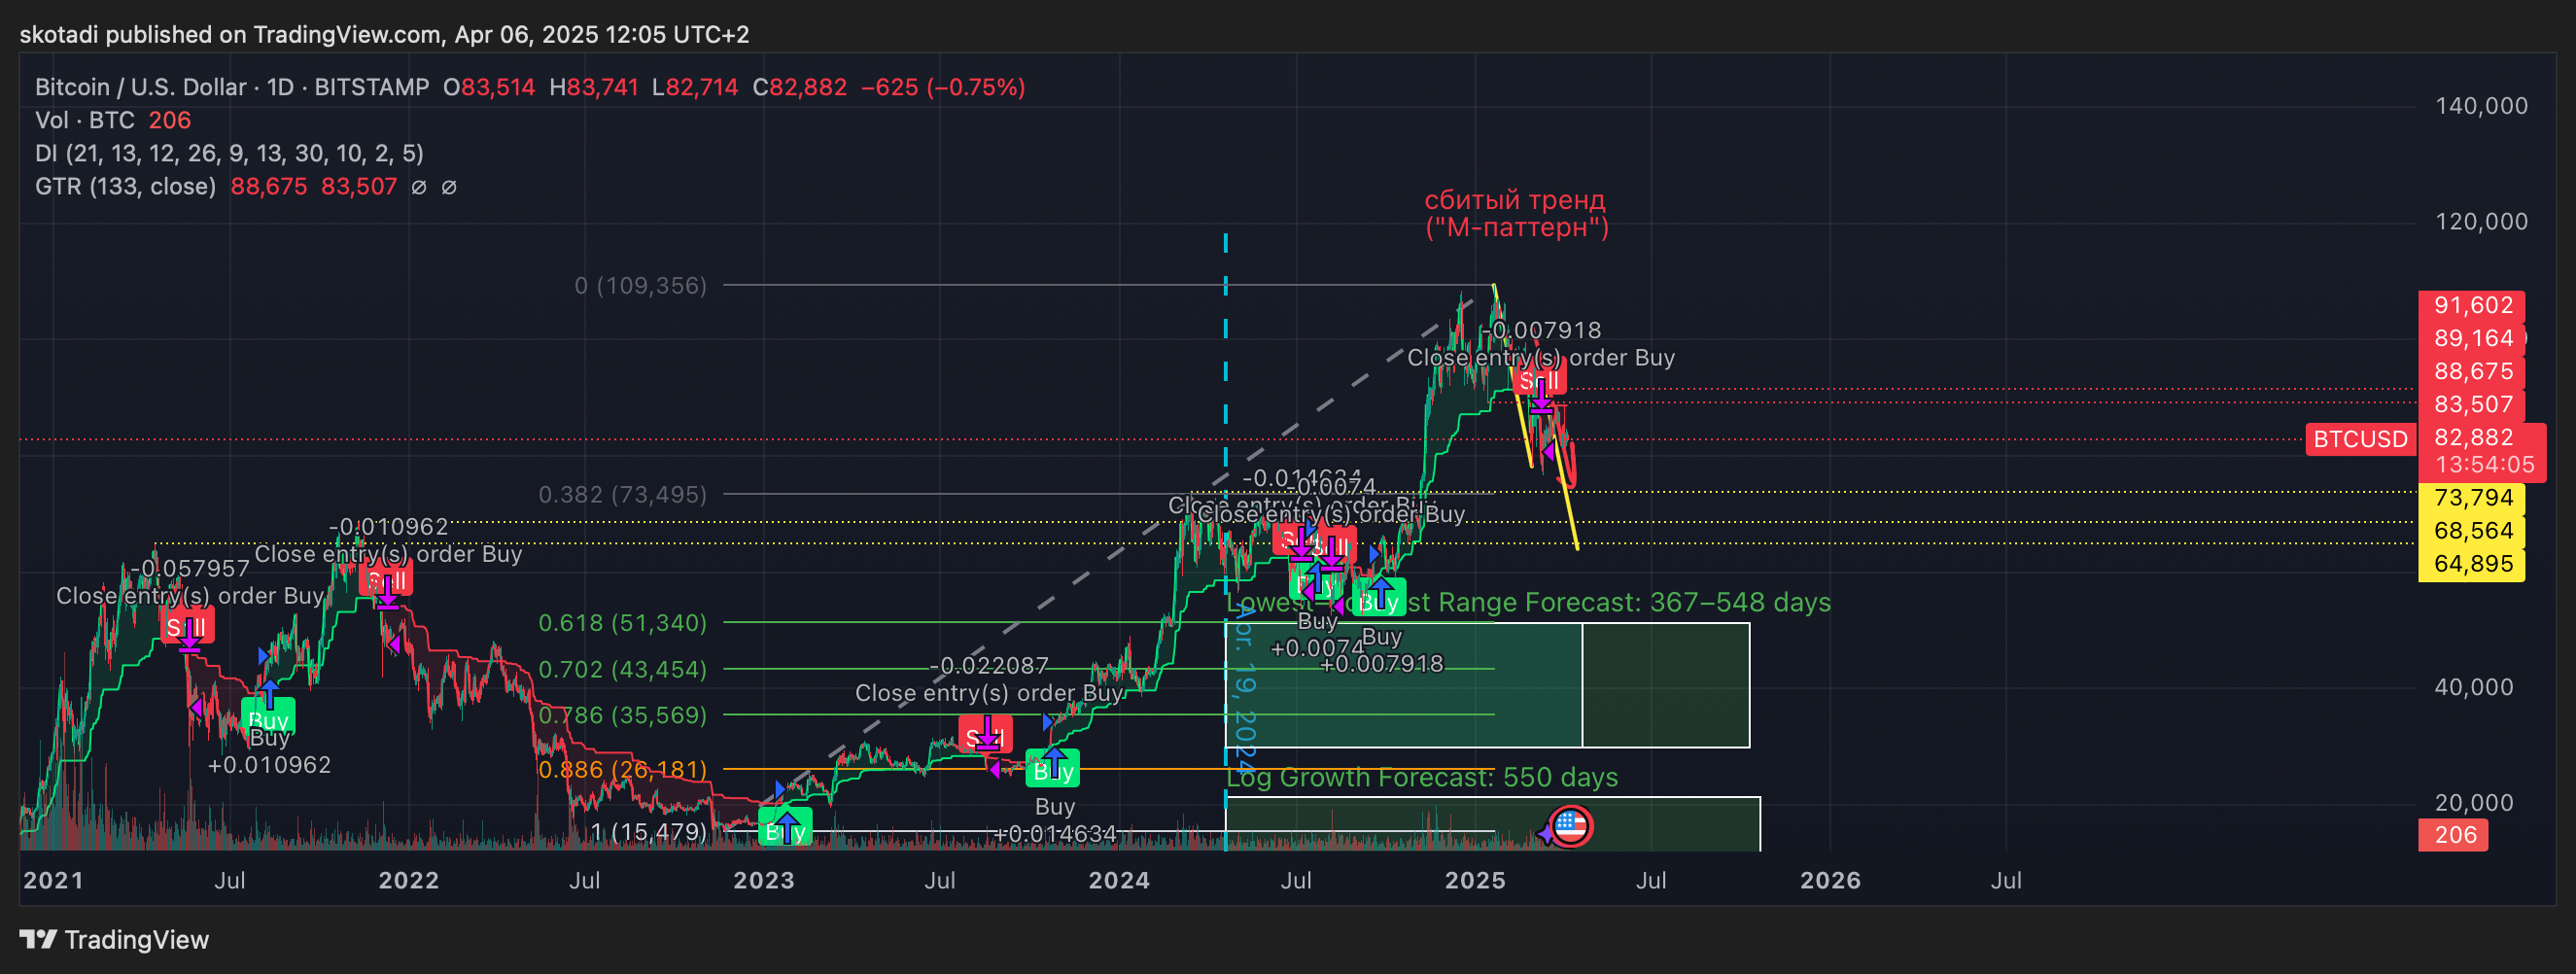 skotadi published on TradingView.com, Apr 06, 2025 12:05 UTC+2
Bitcoin / U.S. Dollar · 1D · BITSTAMP O83,514 H83,741 L82,714 C82,882 −625 (−0.75%)
Vol · BTC 206
DI (21, 13, 12, 26, 9, 13, 30, 10, 2, 5)
GTR (133, close) 88,675 83,507 ∅ ∅
140,000
сбитый тренд
("М-паттерн")
120,000
0 (109,356)
91,602
-0.007918
89,164
Close entry(s) order Buy
88,675
Sell
83,507
BTCUSD 82,882
13:54:05
0.382 (73,495)
-0.014634
-0.0074
73,794
Close entry(s) order Buy
Close entry(s) order Buy
-0.010962
68,564
Close entry(s) order Buy
-0.057957
64,895
Close entry(s) order Buy
Sell
Sell
Sell
Sell
Buy
Buy
Lowest– st Range Forecast: 367–548 days
0.618 (51,340)
Buy
Buy
+0.0074
+0.007918
Apr. 19, 2024
0.702 (43,454)
-0.022087
Close entry(s) order Buy
40,000
0.786 (35,569)
Buy
Buy
+0.010962
Sell
0.886 (26,181)
Buy
Log Growth Forecast: 550 days
20,000
Buy
+0.014634
1 (15,479)
Buy
206
2021 Jul 2022 Jul 2023 Jul 2024 Jul 2025 Jul 2026 Jul
TradingView